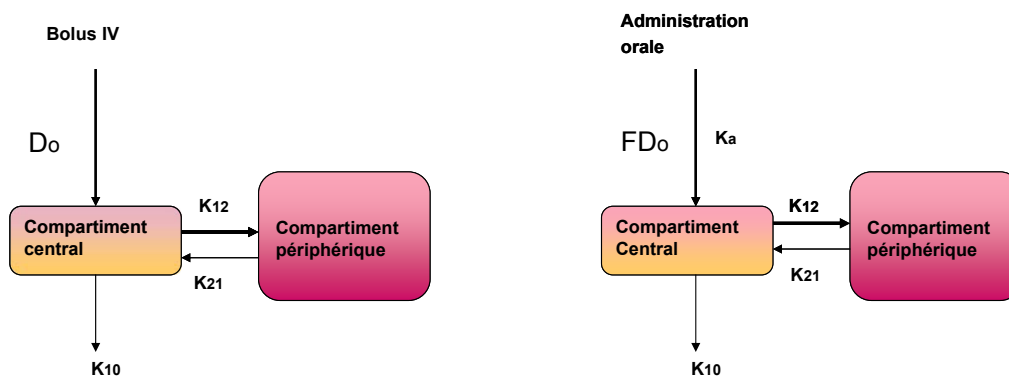 Bolus IV
Do
K12
Compartiment
central
Compartiment
périphérique
K21
K10
Administration
orale
FDo
Ka
K12
Compartiment
Central
Compartiment
périphérique
K21
K10